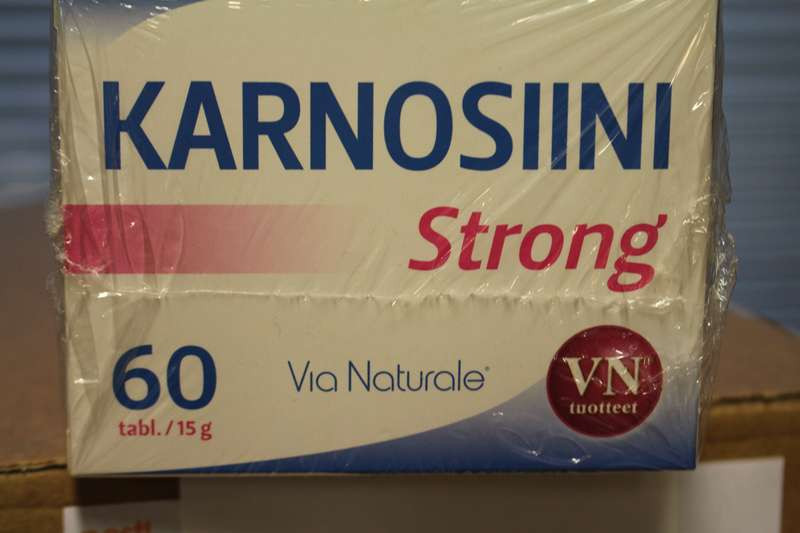 KARNOSIINI
Strong
60
tabl./15 g
Via Naturale®
VN
tuotteet